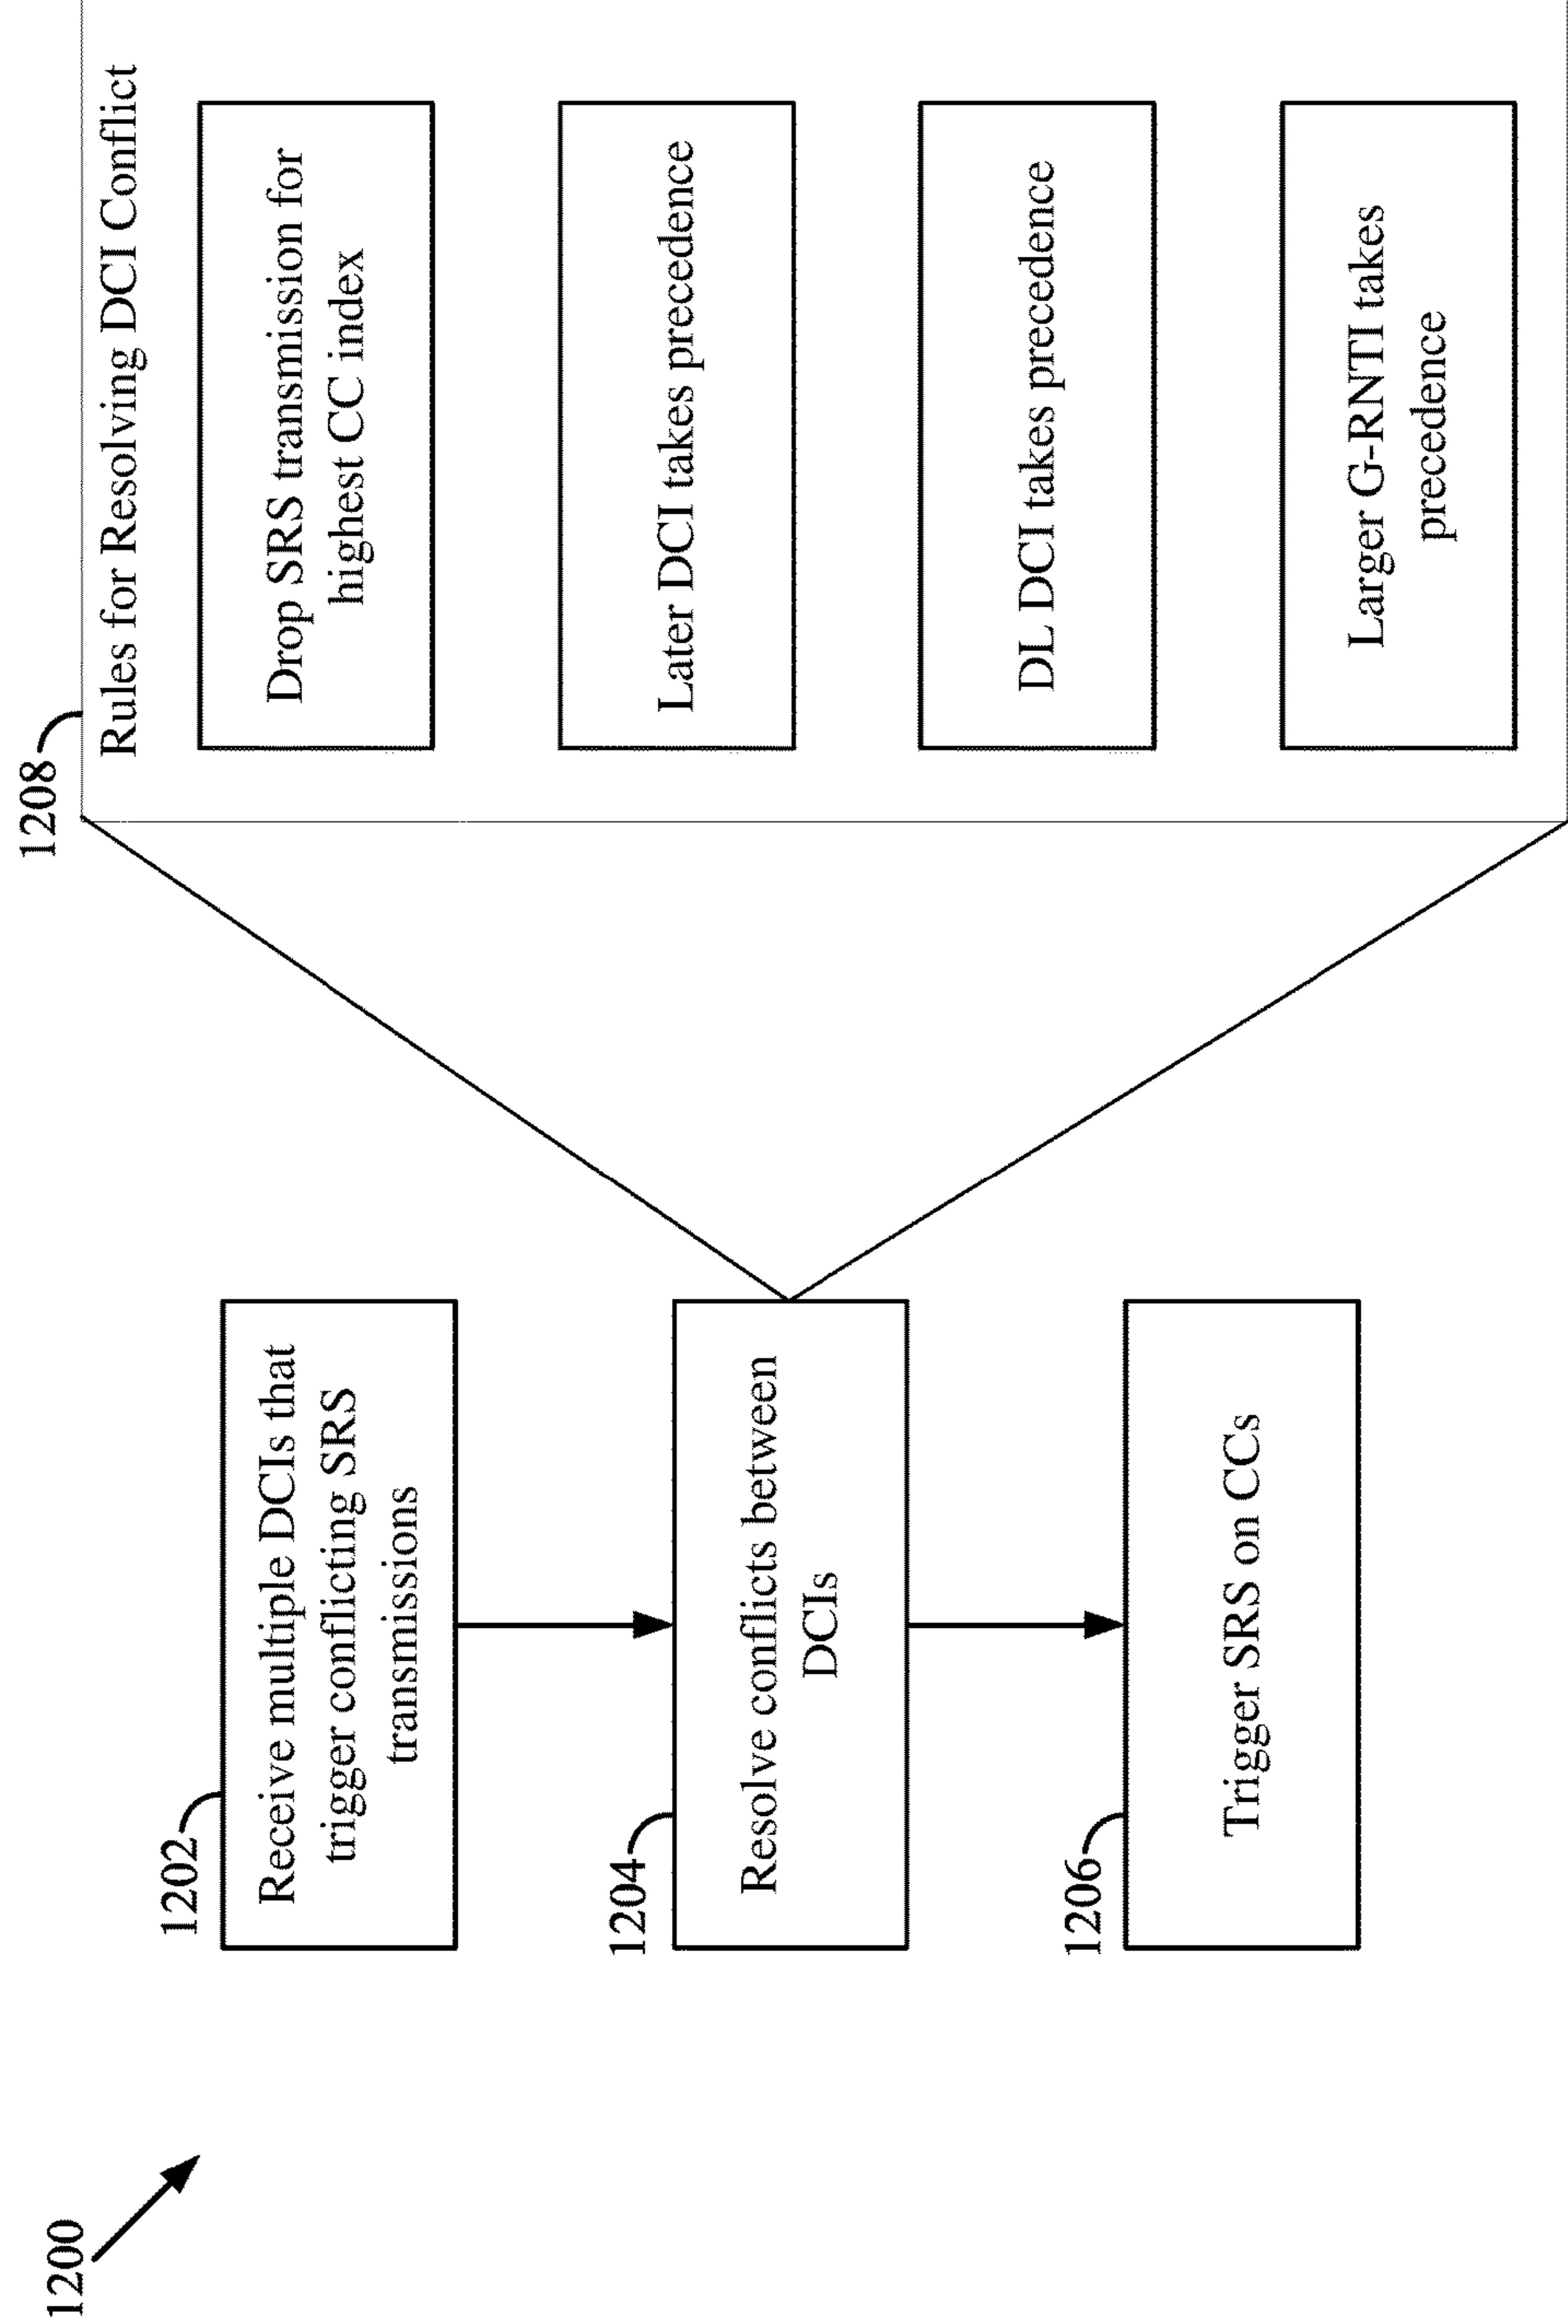 1200
1202
Receive multiple DCIs that
trigger conflicting SRS
transmissions
1204
Resolve conflicts between
DCIs
1206
Trigger SRS on CCs
1208
Rules for Resolving DCI Conflict
Drop SRS transmission for
highest CC index
Later DCI takes precedence
DL DCI takes precedence
Larger G-RNTI takes
precedence